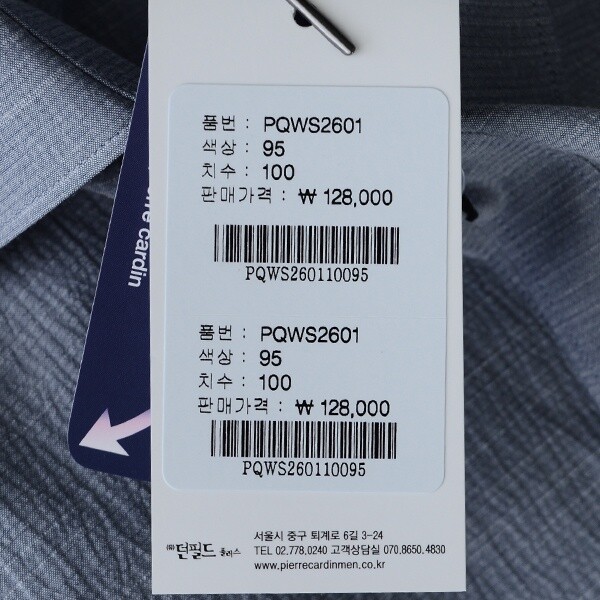 품번 : PQWS2601
색상 : 95
치수 : 100
판매가격 : ₩ 128,000
PQWS260110095
품번 : PQWS2601
색상 : 95
치수 : 100
판매가격 : ₩ 128,000
PQWS260110095
cardin
㈜던필드 플러스
서울시 중구 퇴계로 6길 3-24
TEL 02.778.0240 고객상담실 070.8650.4830
www.pierrecardinmen.co.kr